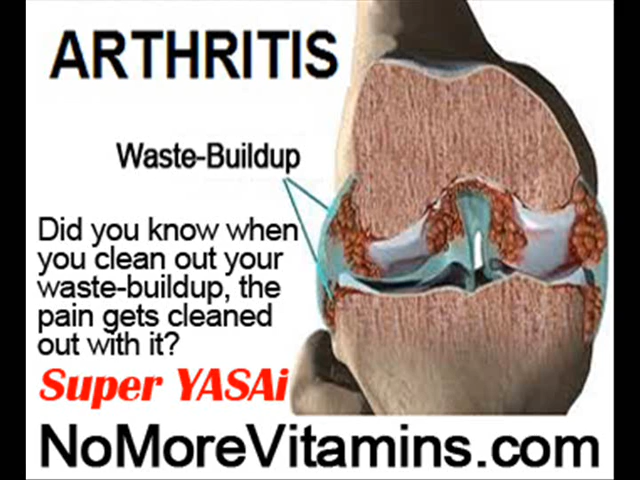 ARTHRITIS
Waste-Buildup
Did you know when
you clean out your
waste-buildup, the
pain gets cleaned
out with it?
Super YASAi
NoMoreVitamins.com